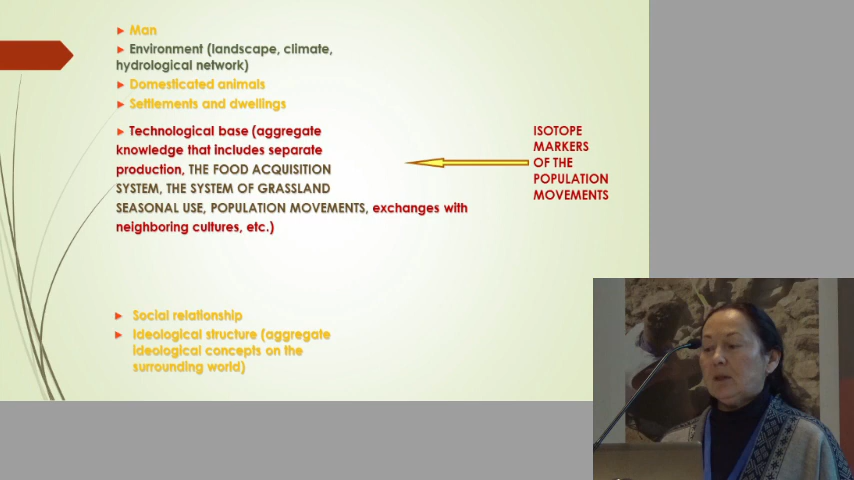 Man
Environment (landscape, climate,
hydrological network)
Domesticated animals
Settlements and dwellings
Technological base (aggregate
knowledge that includes separate
production, THE FOOD ACQUISITION
SYSTEM, THE SYSTEM OF GRASSLAND
SEASONAL USE, POPULATION MOVEMENTS, exchanges with
neighboring cultures, etc.)
ISOTOPE
MARKERS
OF THE
POPULATION
MOVEMENTS
Social relationship
Ideological structure (aggregate
ideological concepts on the
surrounding world)